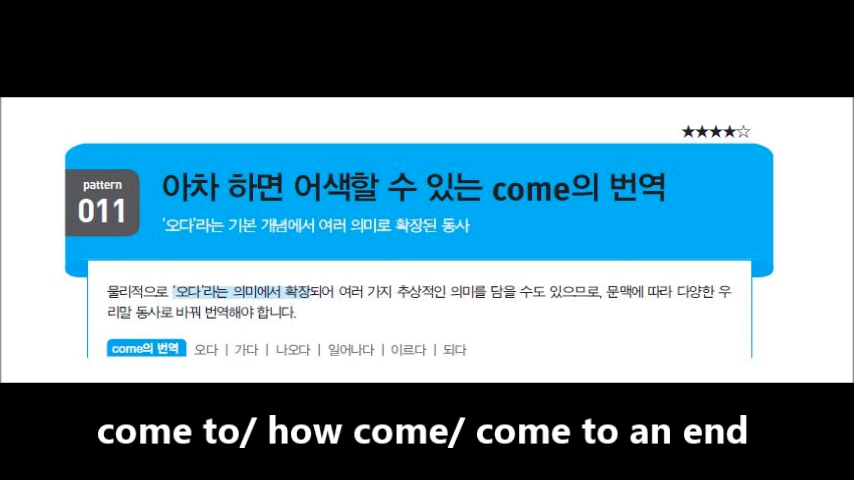 ★★★★☆
pattern
011
아차 하면 어색할 수 있는 come의 번역
'오다'라는 기본 개념에서 여러 의미로 확장된 동사
물리적으로 '오다'라는 의미에서 확장되어 여러 가지 추상적인 의미를 담을 수도 있으므로, 문맥에 따라 다양한 우
리말 동사로 바꿔 번역해야 합니다.
come의 번역 오다 | 가다 | 나오다 | 일어나다 | 이르다 | 되다
come to/ how come/ come to an end